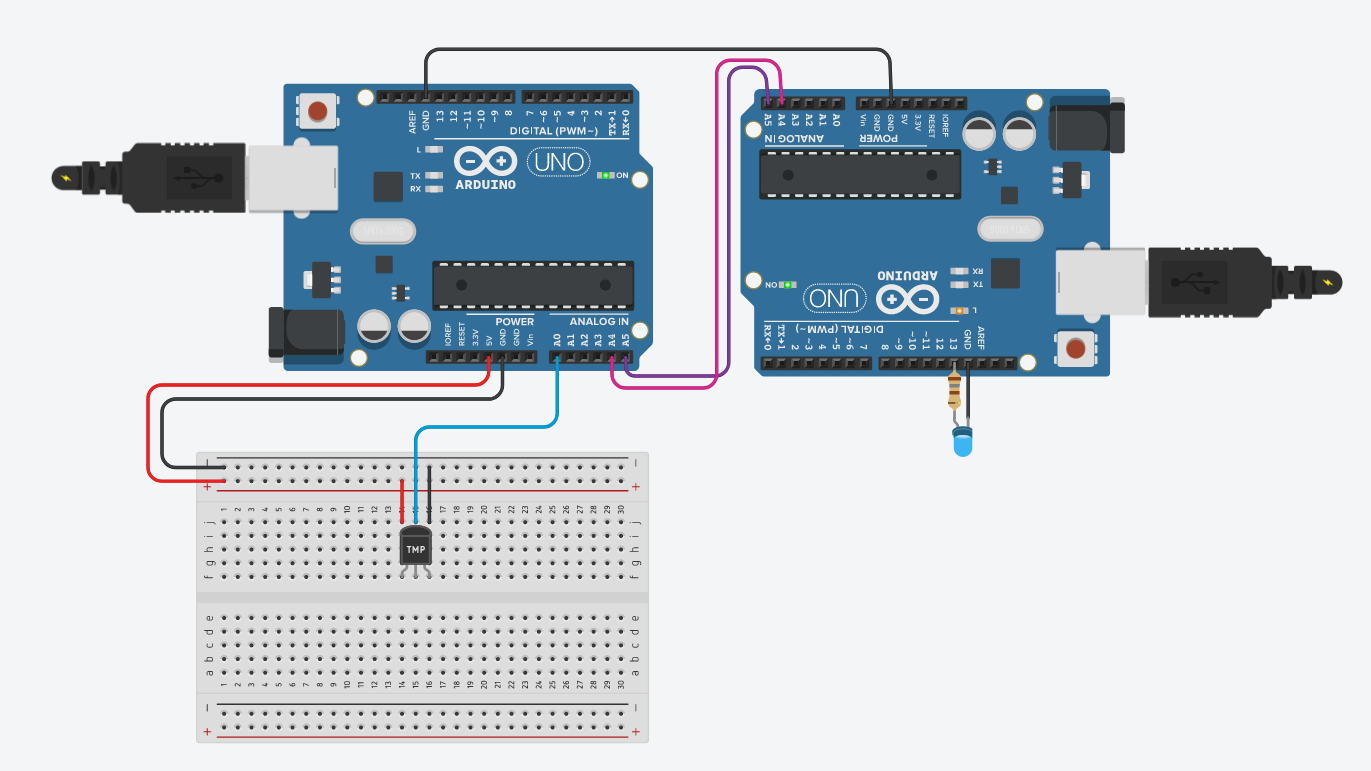 AREF
GND
13
12
~11
~10
~9
8
7
~6
~5
4
~3
2
TX→1
RX←0
DIGITAL (PWM~)
L
TX
RX
ARDUINO
UNO
ON
POWER
ANALOG IN
IOREF
RESET
3.3V
5V
GND
GND
Vin
A0
A1
A2
A3
A4
A5
A5
A4
A3
A2
A1
A0
Vin
GND
GND
5V
3.3V
RESET
IOREF
ANALOG IN
POWER
ARDUINO
UNO
ON
RX
TX
L
DIGITAL (PWM~)
RX←0
TX→1
2
~3
4
~5
~6
7
8
~9
~10
~11
12
13
GND
AREF
− −
+ +
1 2 3 4 5 6 7 8 9 10 11 12 13 17 18 19 20 21 22 23 24 25 26 27 28 29 30
j j
i i
h h
g g
f f
TMP
e e
d d
c c
b b
a a
1 2 3 4 5 6 7 8 9 10 11 12 13 14 15 16 17 18 19 20 21 22 23 24 25 26 27 28 29 30
− −
+ +